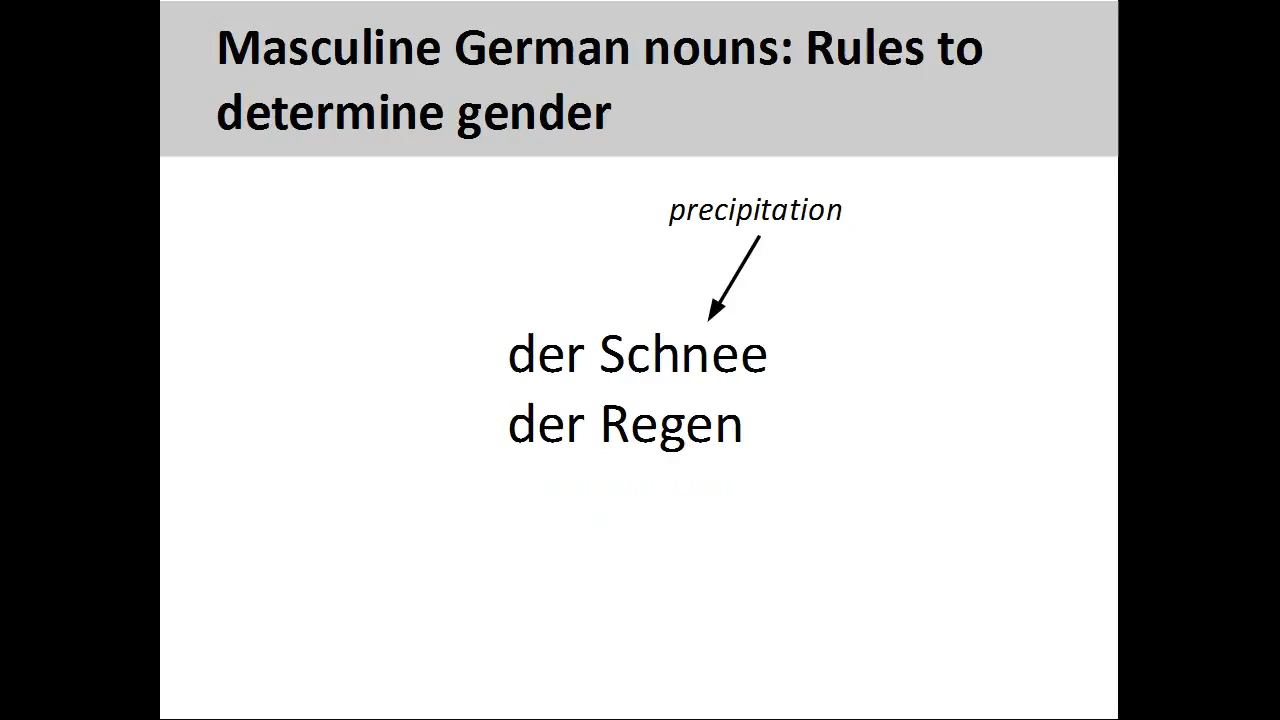 Masculine German nouns: Rules to
determine gender
precipitation
der Schnee
der Regen